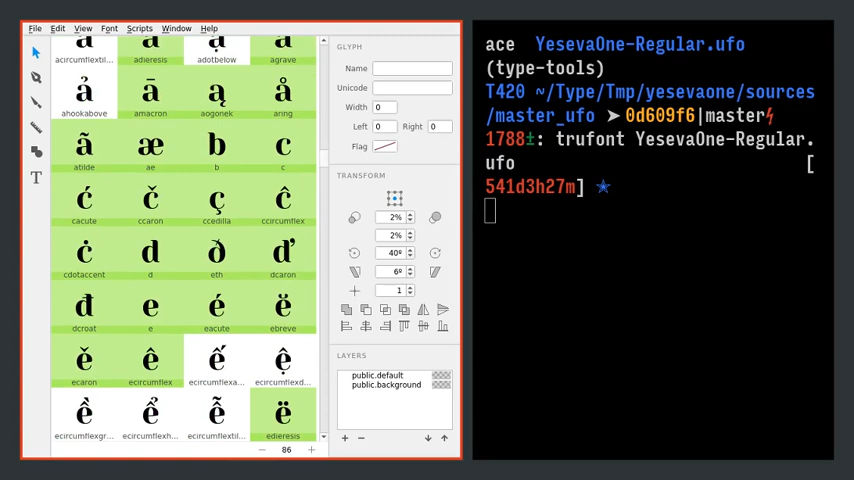 File Edit View Font Scripts Window Help
acircumflextil... adieresis adotbelow agrave
ả ā ą å
ahookabove amacron aogonek aring
ã æ b c
atilde ae b c
ć č ç ĉ
cacute ccaron ccedilla ccircumflex
ċ d ð ď
cdotaccent d eth dcaron
đ e é ĕ
dcroat e eacute ebreve
ě ê ế ệ
ecaron ecircumflex ecircumflexa... ecircumflexd...
ề ể ễ ë
ecircumflexgr... ecircumflexh... ecircumflextil... edieresis
− 86 +
T
GLYPH
Name
Unicode
Width 0
Left 0 Right 0
Flag
TRANSFORM
2%
2%
40º
6º
1
LAYERS
public.default
public.background
ace YesevaOne-Regular.ufo
(type-tools)
T420 ~/Type/Tmp/yesevaone/sources
/master_ufo ➤ 0d609f6|master⚡
1788±: trufont YesevaOne-Regular.
ufo [
541d3h27m] ✭